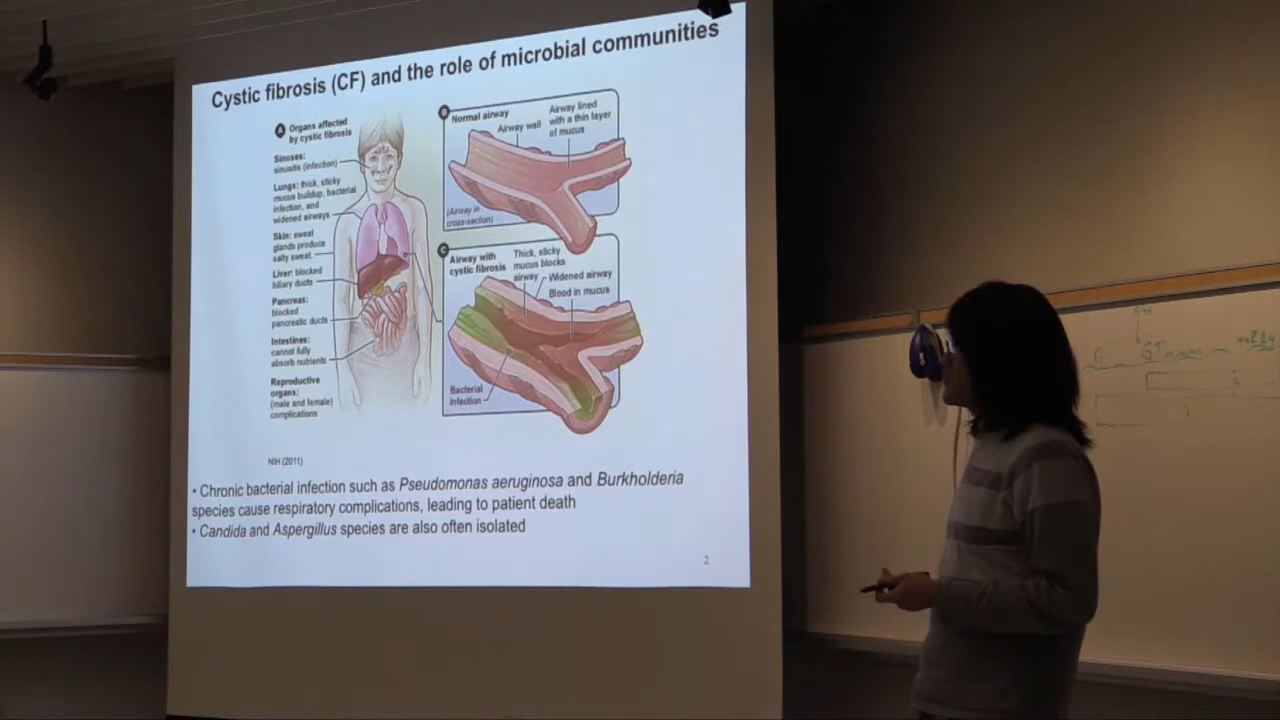 Cystic fibrosis (CF) and the role of microbial communities
A Organs affected
by cystic fibrosis
Sinuses:
sinusitis (infection)
Lungs: thick, sticky
mucus buildup, bacterial
infection, and
widened airways
Skin: sweat
glands produce
salty sweat.
Liver: blocked
biliary ducts
Pancreas:
blocked
pancreatic ducts
Intestines:
cannot fully
absorb nutrients
Reproductive
organs:
(male and female)
complications
B Normal airway
Airway wall
Airway lined
with a thin layer
of mucus
(Airway in
cross-section)
C Airway with
cystic fibrosis
Thick, sticky
mucus blocks
airway
Widened airway
Blood in mucus
Bacterial
infection
NIH (2011)
• Chronic bacterial infection such as Pseudomonas aeruginosa and Burkholderia
species cause respiratory complications, leading to patient death
• Candida and Aspergillus species are also often isolated
2